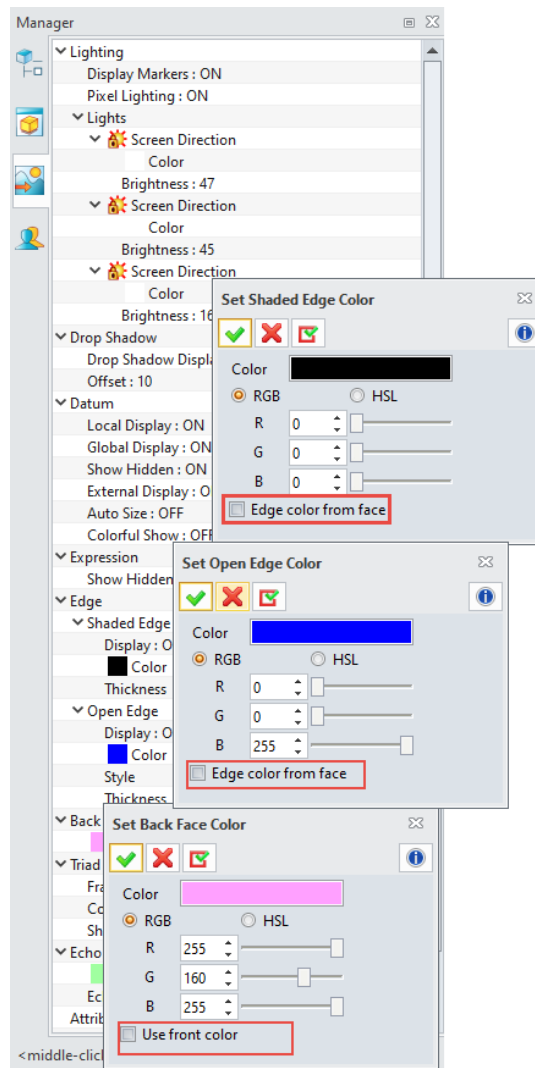 Manager
Lighting
Display Markers : ON
Pixel Lighting : ON
Lights
Screen Direction
Color
Brightness : 47
Screen Direction
Color
Brightness : 45
Screen Direction
Color
Brightness : 16
Drop Shadow
Drop Shadow Displa
Offset : 10
Datum
Local Display : ON
Global Display : ON
Show Hidden : ON
External Display : O
Auto Size : OFF
Colorful Show : OFF
Expression
Show Hidden
Edge
Shaded Edge
Display : O
Color
Thickness
Open Edge
Display : O
Color
Style
Thickness
Back
Triad
Fra
Co
Sh
Echo
Ec
Attrib
<middle-clic
Set Shaded Edge Color
Color
RGB HSL
R 0
G 0
B 0
Edge color from face
Set Open Edge Color
Color
RGB HSL
R 0
G 0
B 255
Edge color from face
Set Back Face Color
Color
RGB HSL
R 255
G 160
B 255
Use front color